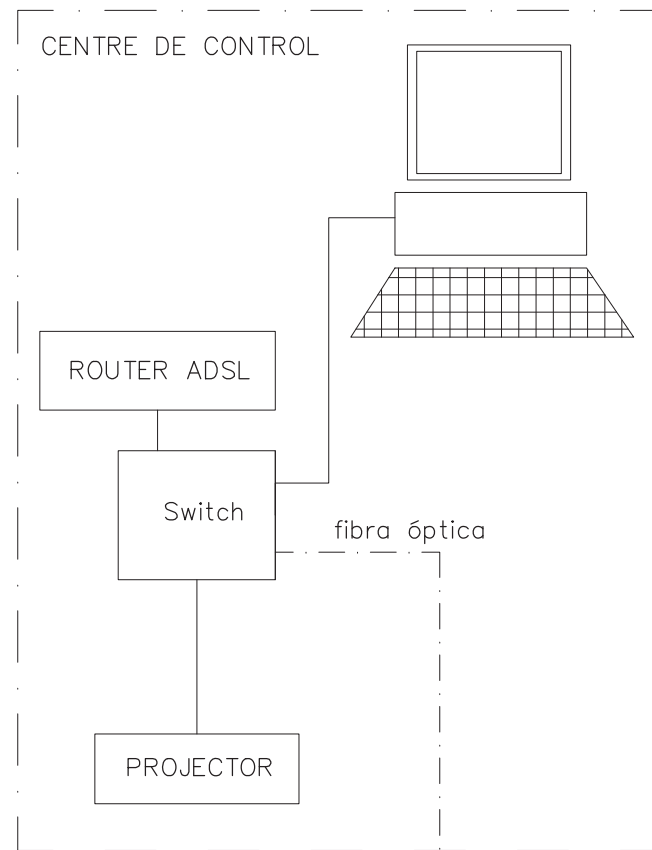 CENTRE DE CONTROL
ROUTER ADSL
Switch
fibra óptica
PROJECTOR